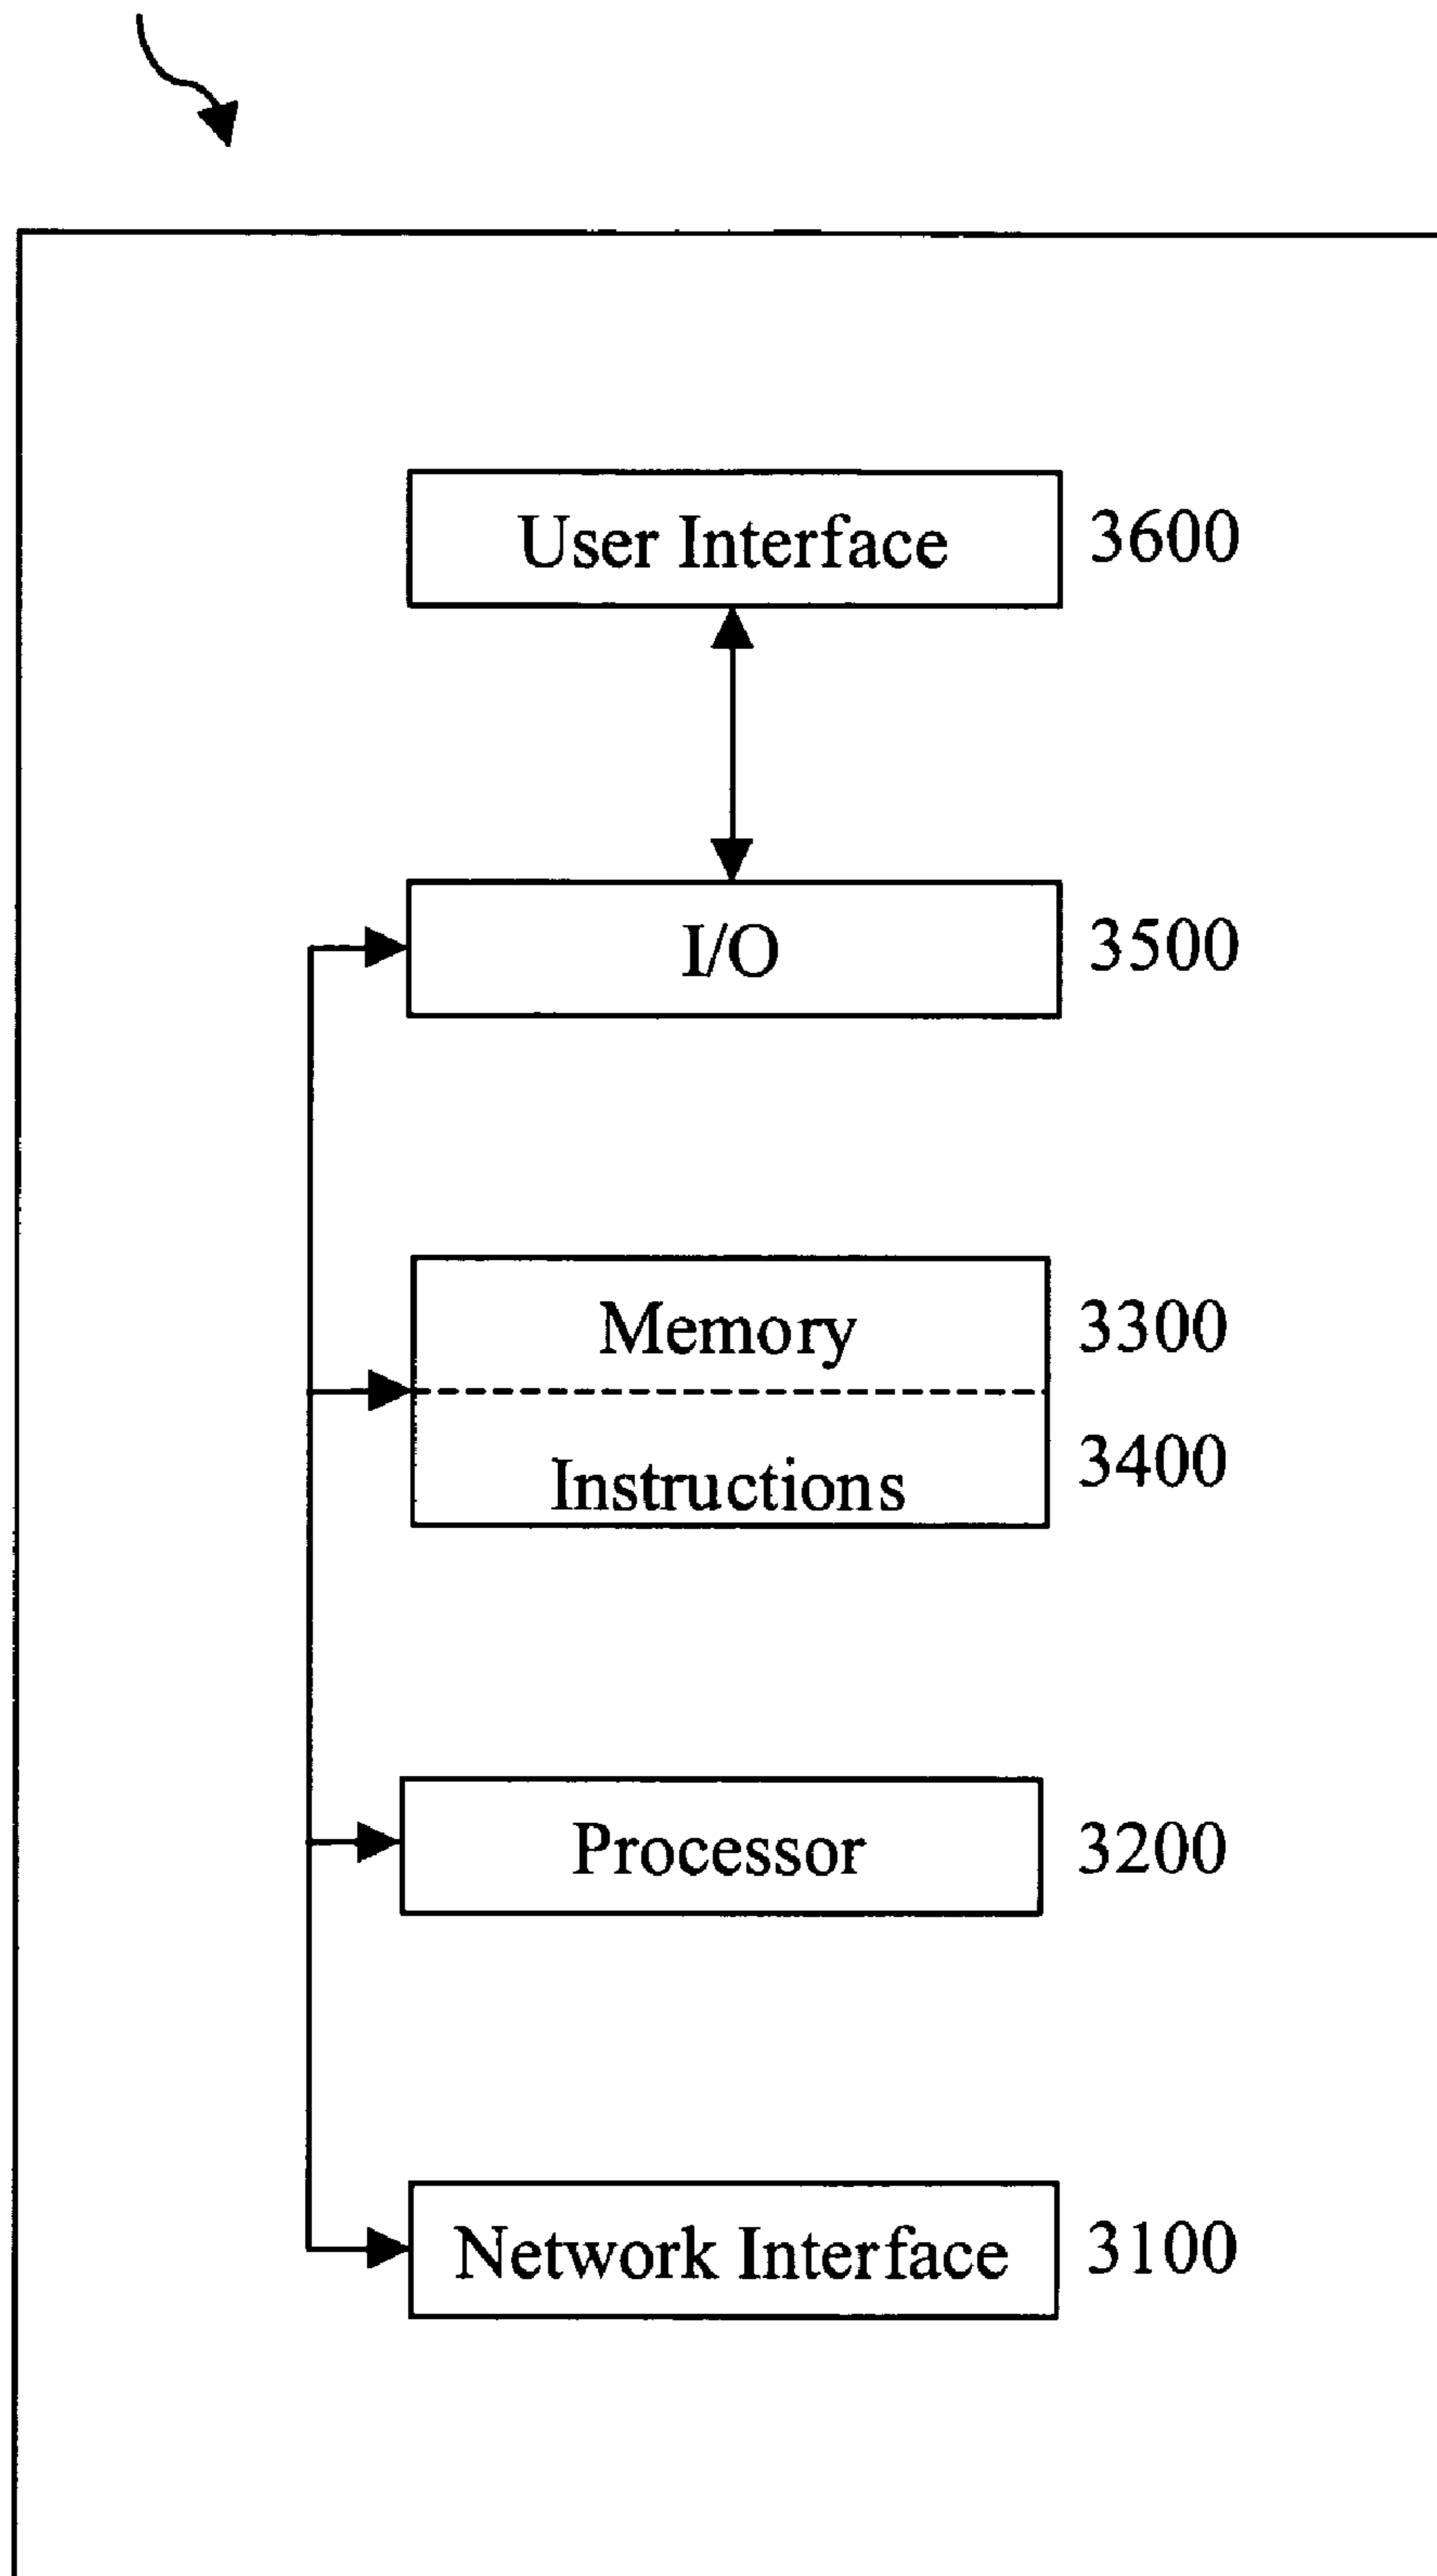 User Interface 3600
I/O 3500
Memory 3300
Instructions 3400
Processor 3200
Network Interface 3100